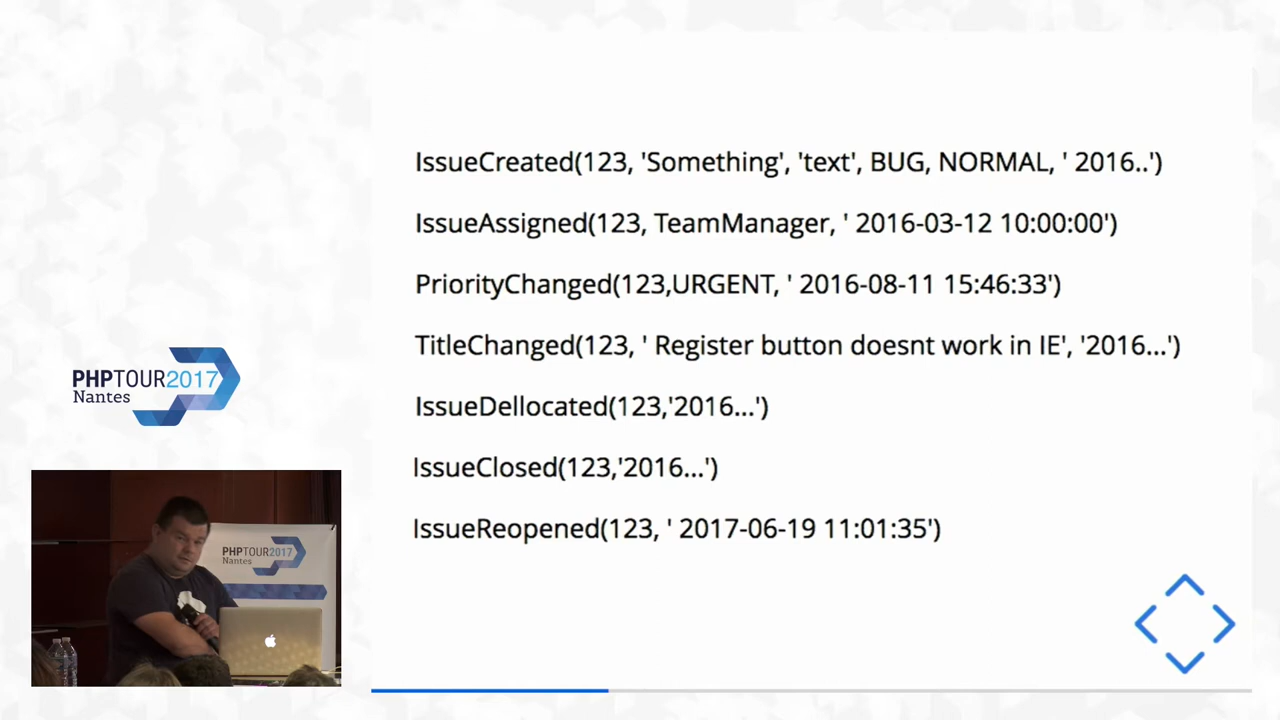 IssueCreated(123, 'Something', 'text', BUG, NORMAL, ' 2016..')
IssueAssigned(123, TeamManager, ' 2016-03-12 10:00:00')
PriorityChanged(123,URGENT, ' 2016-08-11 15:46:33')
TitleChanged(123, ' Register button doesnt work in IE', '2016...')
IssueDellocated(123,'2016...')
IssueClosed(123,'2016...')
IssueReopened(123, ' 2017-06-19 11:01:35')
PHPTOUR2017
Nantes
PHPTOUR2017
Nantes